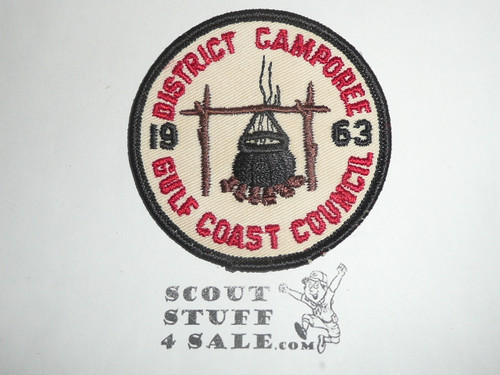 DISTRICT CAMPOREE
19 63
GULF COAST COUNCIL
SCOUT
STUFF
4 SALE.COM